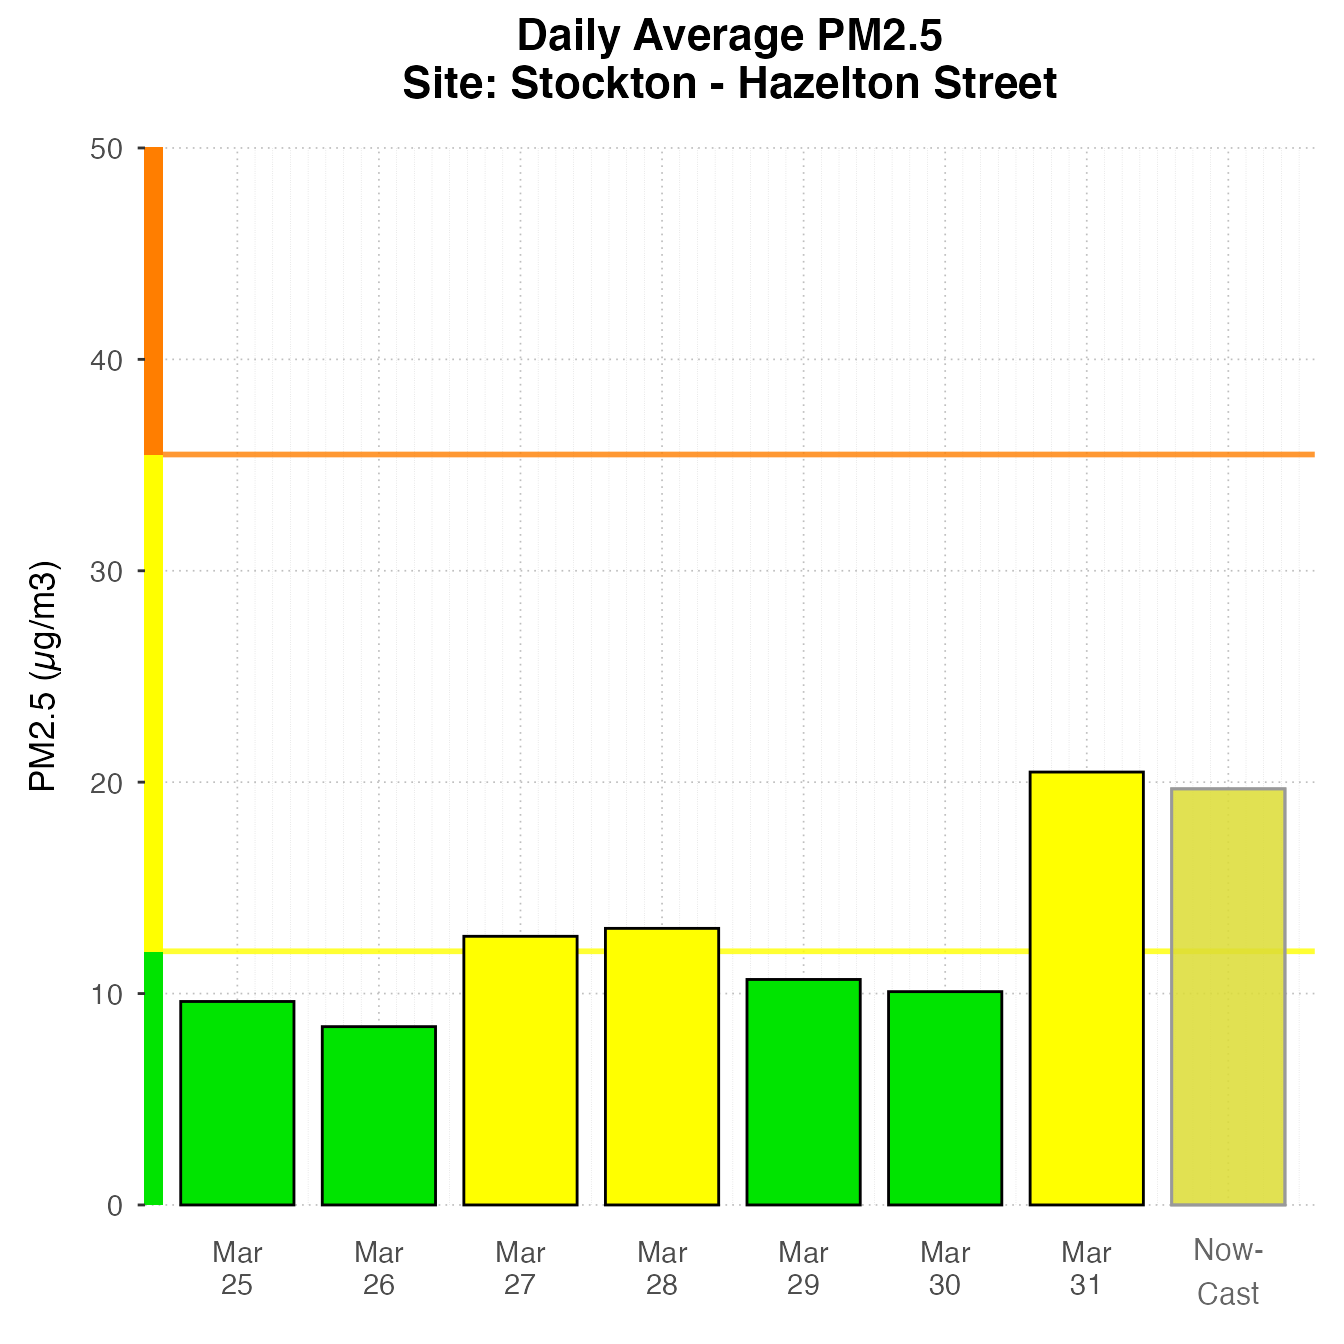 Daily Average PM2.5
Site: Stockton - Hazelton Street
PM2.5 (µg/m3)
50
40
30
20
10
0
Mar 25
Mar 26
Mar 27
Mar 28
Mar 29
Mar 30
Mar 31
Now-
Cast